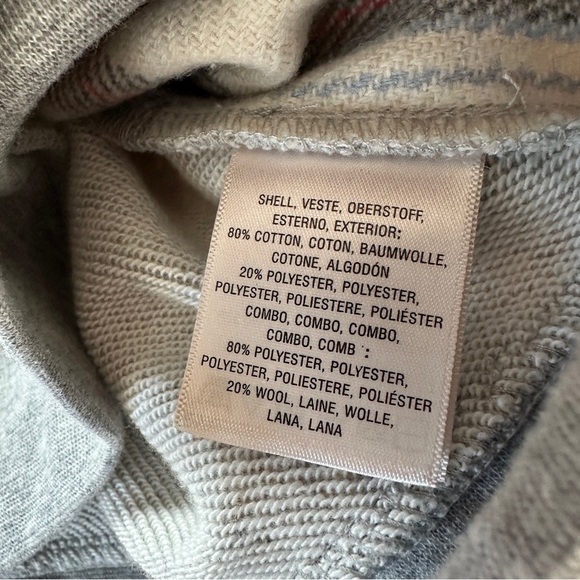 SHELL, VESTE, OBERSTOFF,
ESTERNO, EXTERIOR:
80% COTTON, COTON, BAUMWOLLE,
COTONE, ALGODÓN
20% POLYESTER, POLYESTER,
POLYESTER, POLIESTERE, POLIÉSTER
COMBO, COMBO, COMBO,
COMBO, COMB :
80% POLYESTER, POLYESTER,
POLYESTER, POLIESTERE, POLIÉSTER
20% WOOL, LAINE, WOLLE,
LANA, LANA